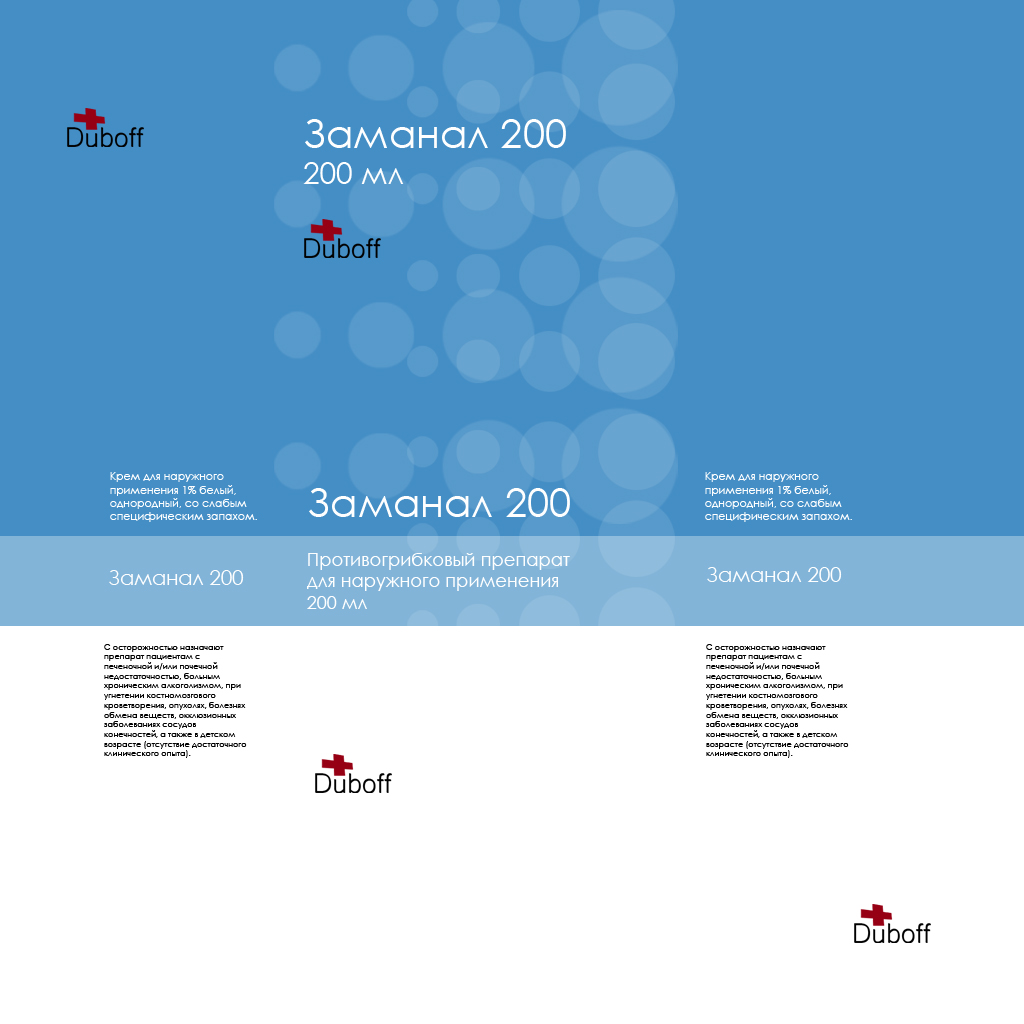 Duboff
Заманал 200
200 мл
Duboff
Крем для наружного
применения 1% белый,
однородный, со слабым
специфическим запахом.
Заманал 200
Крем для наружного
применения 1% белый,
однородный, со слабым
специфическим запахом.
Заманал 200
Противогрибковый препарат
для наружного применения
200 мл
Заманал 200
С осторожностью назначают
препарат пациентам с
печеночной и/или почечной
недостаточностью, больным
хроническим алкоголизмом, при
угнетении костномозгового
кроветворения, опухолях, болезнях
обмена веществ, окклюзионных
заболеваниях сосудов
конечностей, а также в детском
возрасте (отсутствие достаточного
клинического опыта).
С осторожностью назначают
препарат пациентам с
печеночной и/или почечной
недостаточностью, больным
хроническим алкоголизмом, при
угнетении костномозгового
кроветворения, опухолях, болезнях
обмена веществ, окклюзионных
заболеваниях сосудов
конечностей, а также в детском
возрасте (отсутствие достаточного
клинического опыта).
Duboff
Duboff